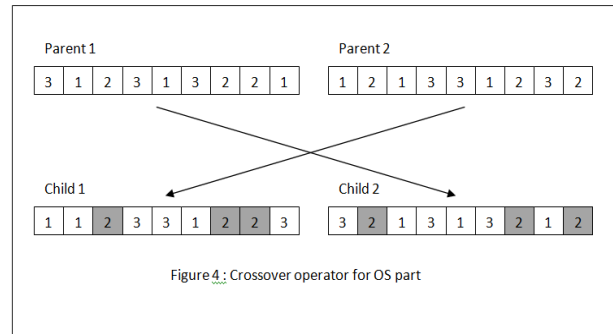 Parent 1 Parent 2
3 1 2 3 1 3 2 2 1 1 2 1 3 3 1 2 3 2
Child 1 Child 2
1 1 2 3 3 1 2 2 3 3 2 1 3 1 3 2 1 2
Figure 4 : Crossover operator for OS part